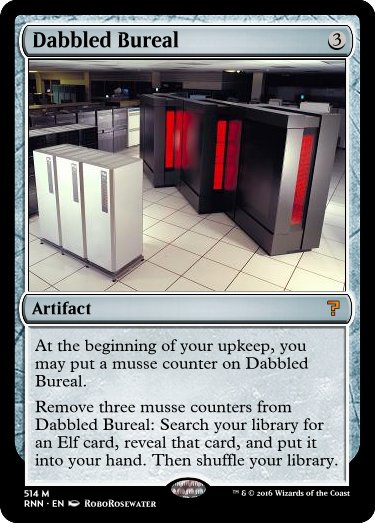 Dabbled Bureal 3
Artifact
At the beginning of your upkeep, you
may put a musse counter on Dabbled
Bureal.
Remove three musse counters from
Dabbled Bureal: Search your library for
an Elf card, reveal that card, and put it
into your hand. Then shuffle your library.
514 M
RNN • EN RoboRosewater
™ & © 2016 Wizards of the Coast